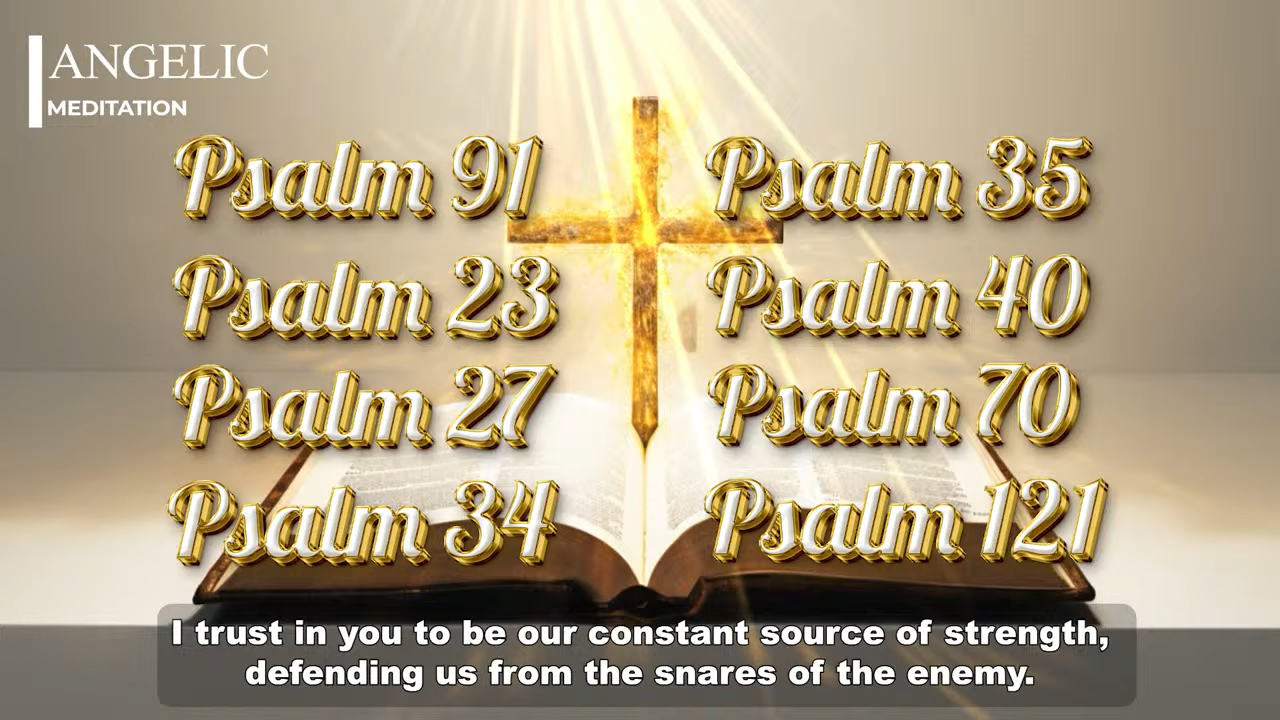 ANGELIC
MEDITATION
Psalm 91
Psalm 23
Psalm 27
Psalm 34
Psalm 35
Psalm 40
Psalm 70
Psalm 121
I trust in you to be our constant source of strength,
defending us from the snares of the enemy.